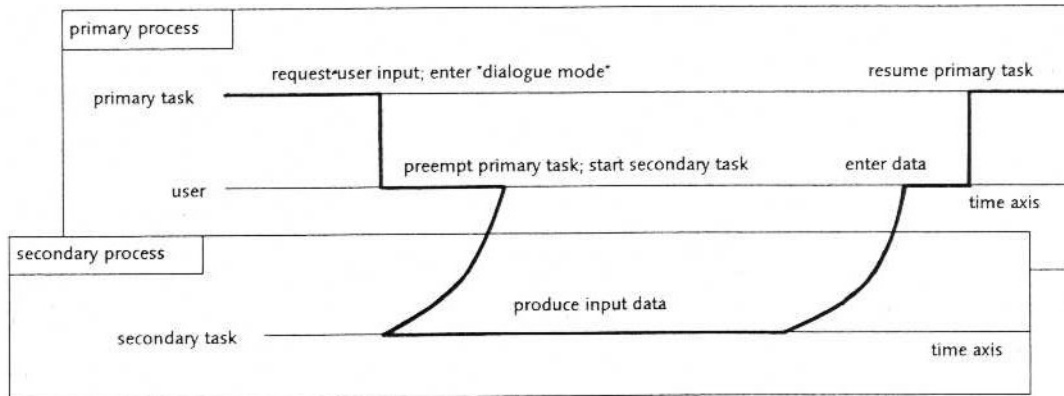 primary process
request user input; enter "dialogue mode"
resume primary task
primary task
preempt primary task; start secondary task
enter data
user
time axis
secondary process
produce input data
secondary task
time axis